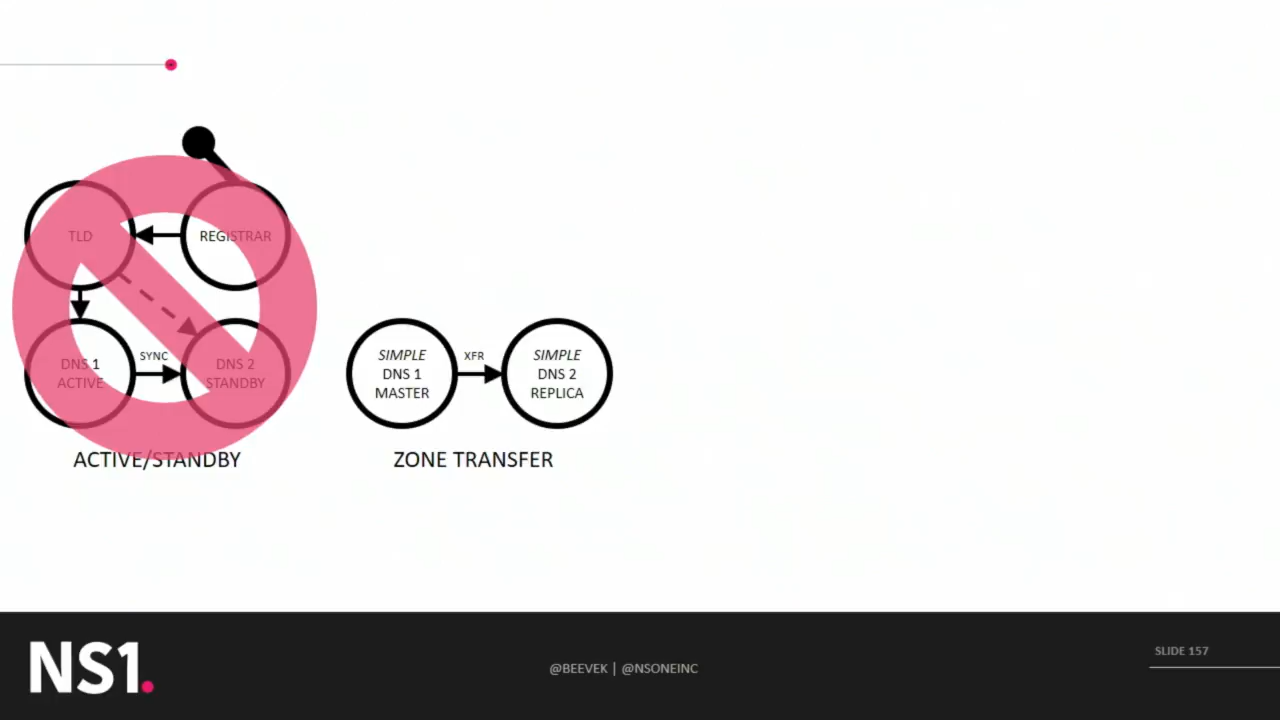 TLD
REGISTRAR
DNS 1
ACTIVE
SYNC
DNS 2
STANDBY
ACTIVE/STANDBY
SIMPLE
DNS 1
MASTER
XFR
SIMPLE
DNS 2
REPLICA
ZONE TRANSFER
NS1.
@BEEVEK | @NSONEINC
SLIDE 157